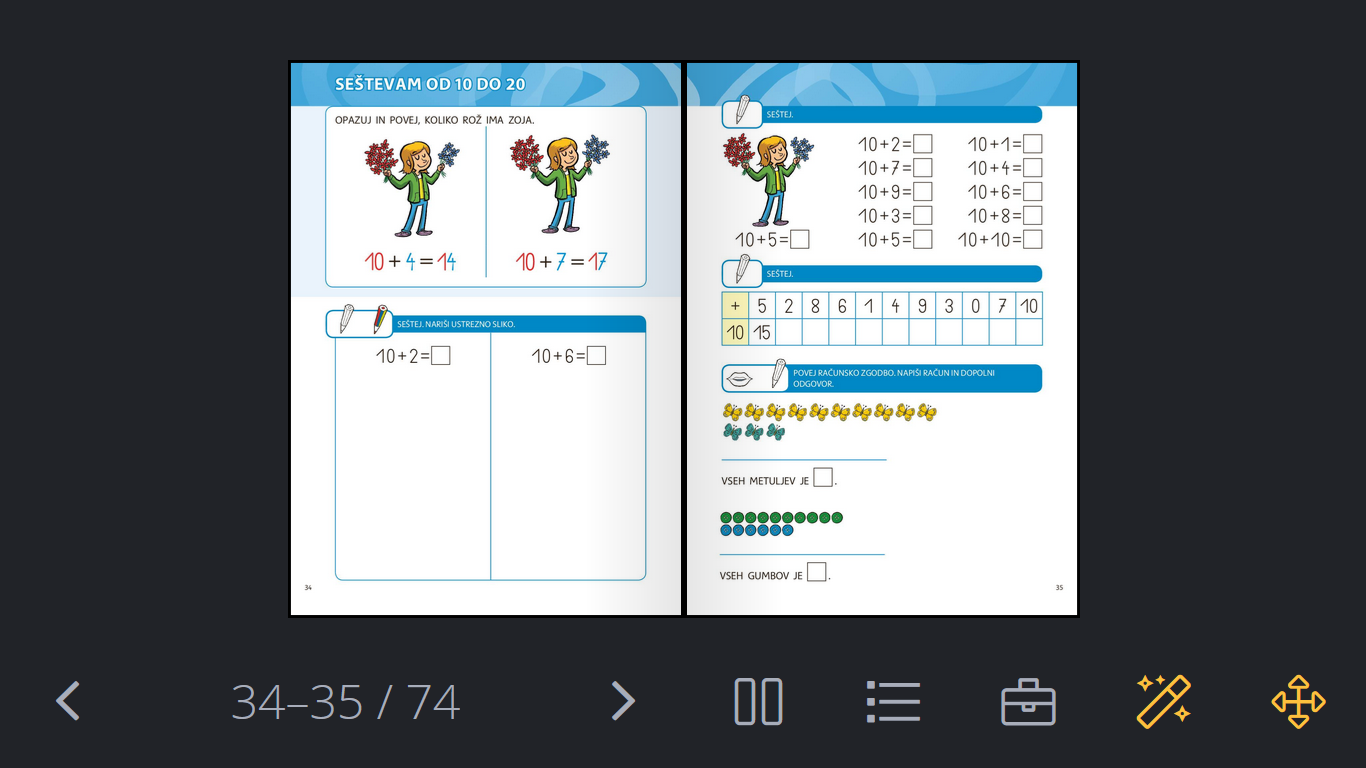 SEŠTEVAM OD 10 DO 20
OPAZUJ IN POVEJ, KOLIKO ROŽ IMA ZOJA.
10 + 4 = 14
10 + 7 = 17
SEŠTEJ. NARIŠI USTREZNO SLIKO.
10+2=
10+6=
34
SEŠTEJ.
10+2= 10+1=
10+7= 10+4=
10+9= 10+6=
10+3= 10+8=
10+5= 10+5= 10+10=
SEŠTEJ.
+ 5 2 8 6 1 4 9 3 0 7 10
10 15
POVEJ RAČUNSKO ZGODBO. NAPIŠI RAČUN IN DOPOLNI
ODGOVOR.
VSEH METULJEV JE .
VSEH GUMBOV JE .
35
34–35 / 74